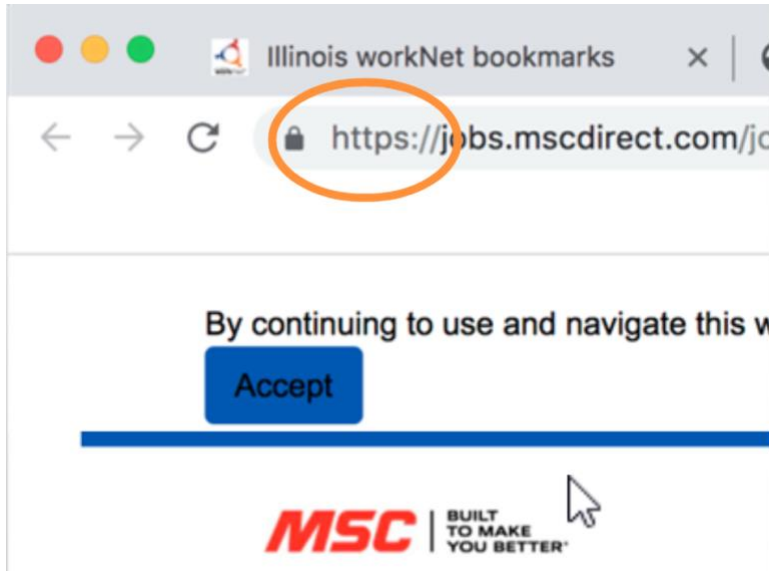 Illinois workNet bookmarks
https://jobs.mscdirect.com/jo
By continuing to use and navigate this w
Accept
MSC BUILT
TO MAKE
YOU BETTER